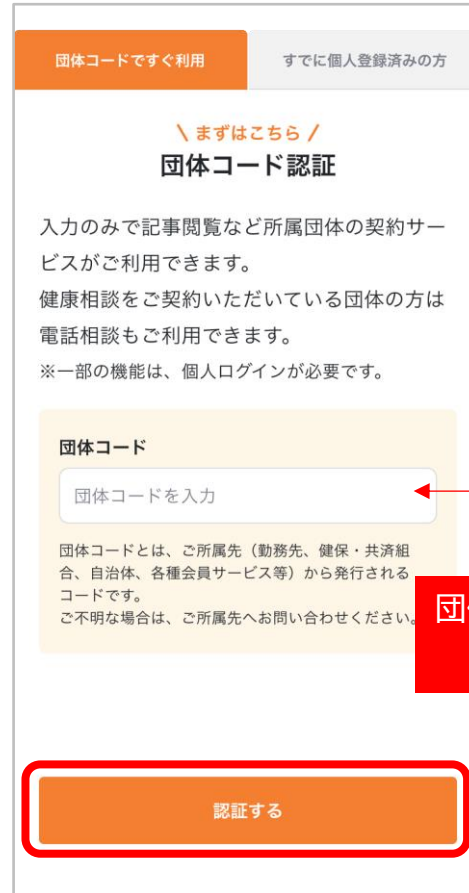 団体コードですぐ利用
すでに個人登録済みの方
\ まずはこちら /
団体コード認証
入力のみで記事閲覧など所属団体の契約サー
ビスがご利用できます。
健康相談をご契約いただいている団体の方は
電話相談もご利用できます。
※一部の機能は、個人ログインが必要です。
団体コード
団体コードを入力
団体コードとは、ご所属先（勤務先、健保・共済組
合、自治体、各種会員サービス等）から発行される
コードです。
ご不明な場合は、ご所属先へお問い合わせください。
団
認証する